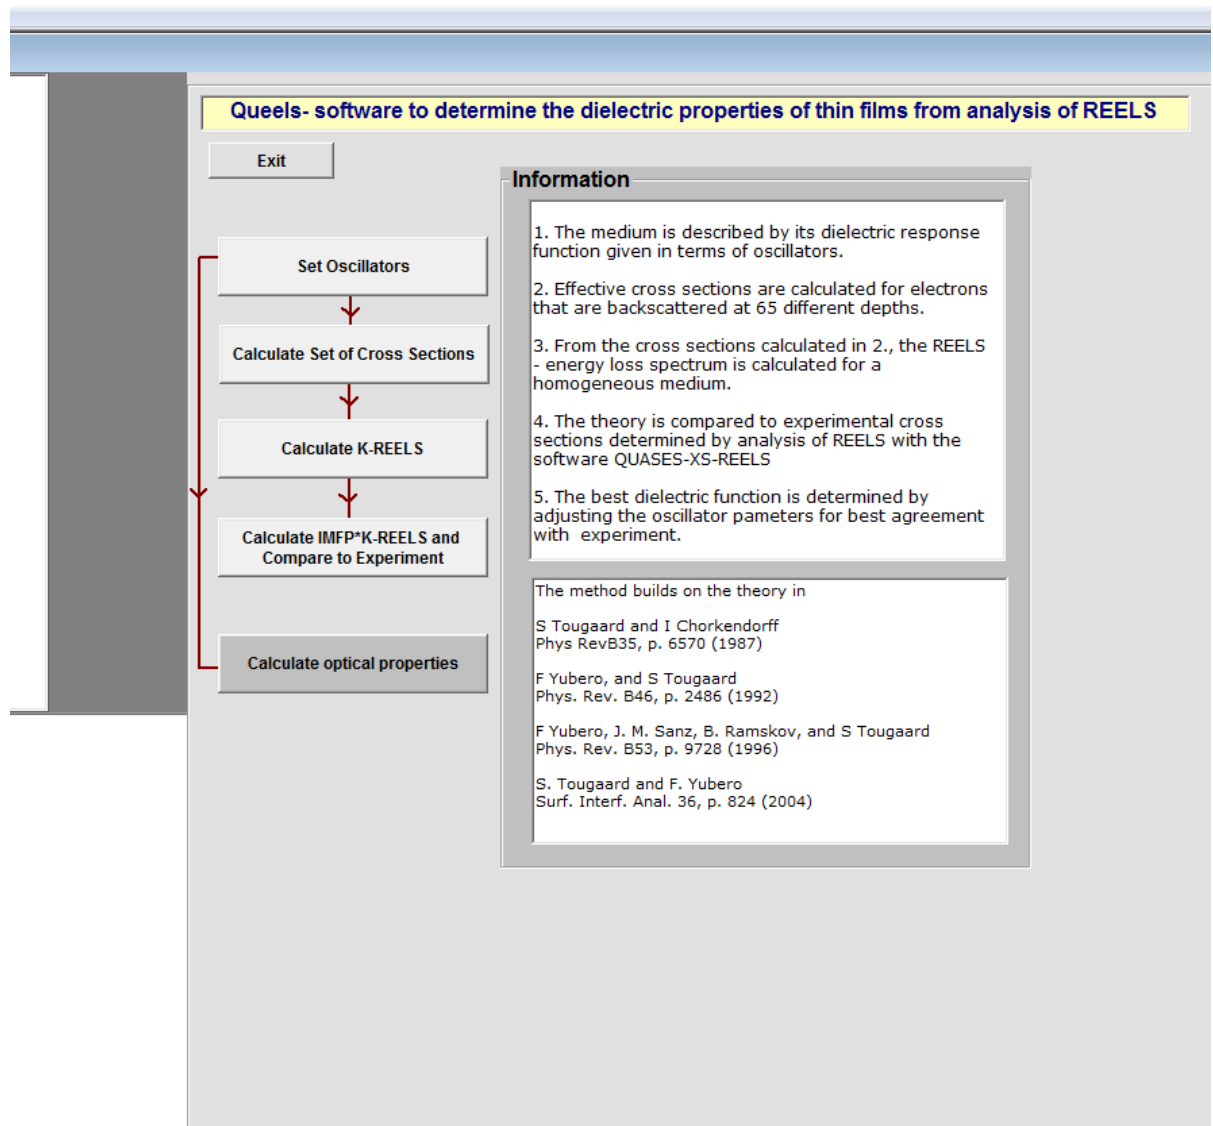 Queels- software to determine the dielectric properties of thin films from analysis of REELS
Exit
Set Oscillators
Calculate Set of Cross Sections
Calculate K-REELS
Calculate IMFP*K-REELS and
Compare to Experiment
Calculate optical properties
Information
1. The medium is described by its dielectric response
function given in terms of oscillators.
2. Effective cross sections are calculated for electrons
that are backscattered at 65 different depths.
3. From the cross sections calculated in 2., the REELS
- energy loss spectrum is calculated for a
homogeneous medium.
4. The theory is compared to experimental cross
sections determined by analysis of REELS with the
software QUASES-XS-REELS
5. The best dielectric function is determined by
adjusting the oscillator pameters for best agreement
with  experiment.
The method builds on the theory in
S Tougaard and I Chorkendorff
Phys RevB35, p. 6570 (1987)
F Yubero, and S Tougaard
Phys. Rev. B46, p. 2486 (1992)
F Yubero, J. M. Sanz, B. Ramskov, and S Tougaard
Phys. Rev. B53, p. 9728 (1996)
S. Tougaard and F. Yubero
Surf. Interf. Anal. 36, p. 824 (2004)